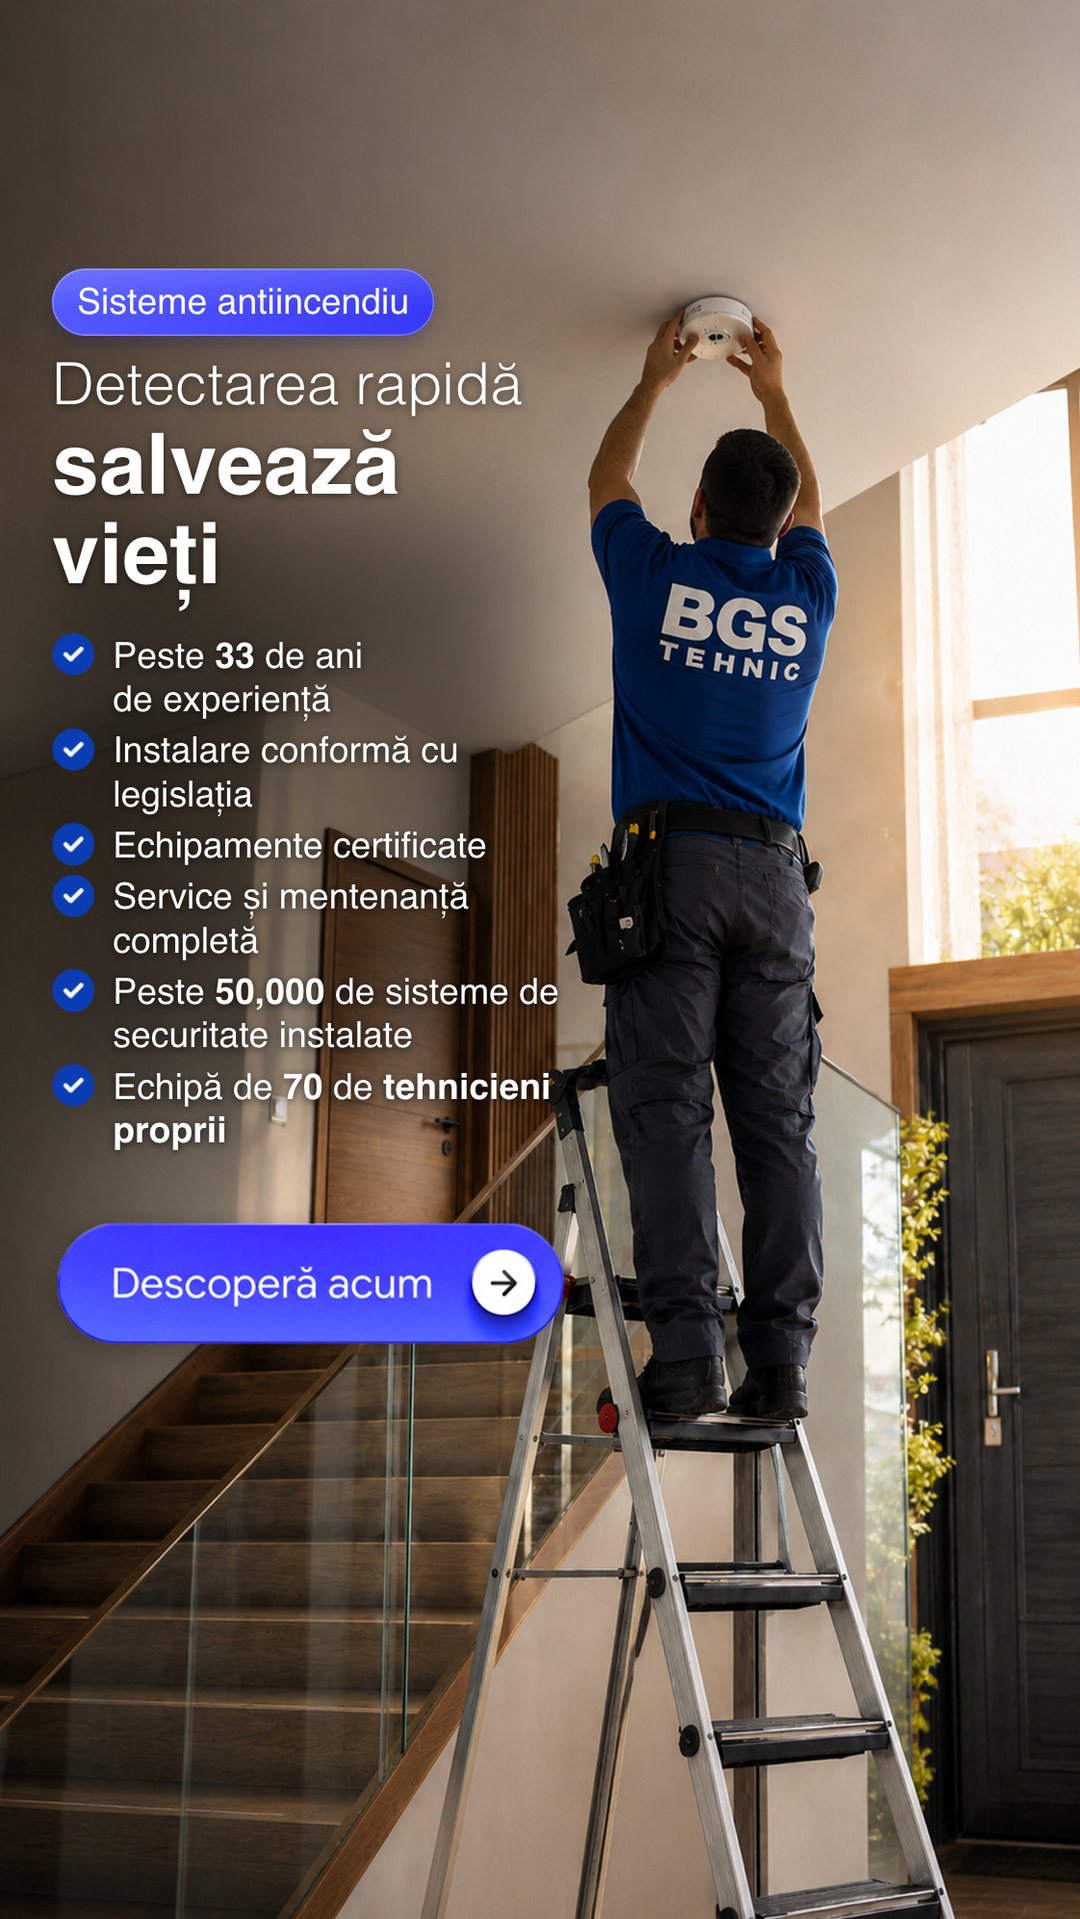 Sisteme antiincendiu
Detectarea rapidă
salvează
vieți
Peste 33 de ani
de experiență
Instalare conformă cu
legislația
Echipamente certificate
Service și mentenanță
completă
Peste 50,000 de sisteme de
securitate instalate
Echipă de 70 de tehnicieni
proprii
Descoperă acum
BGS
TEHNIC